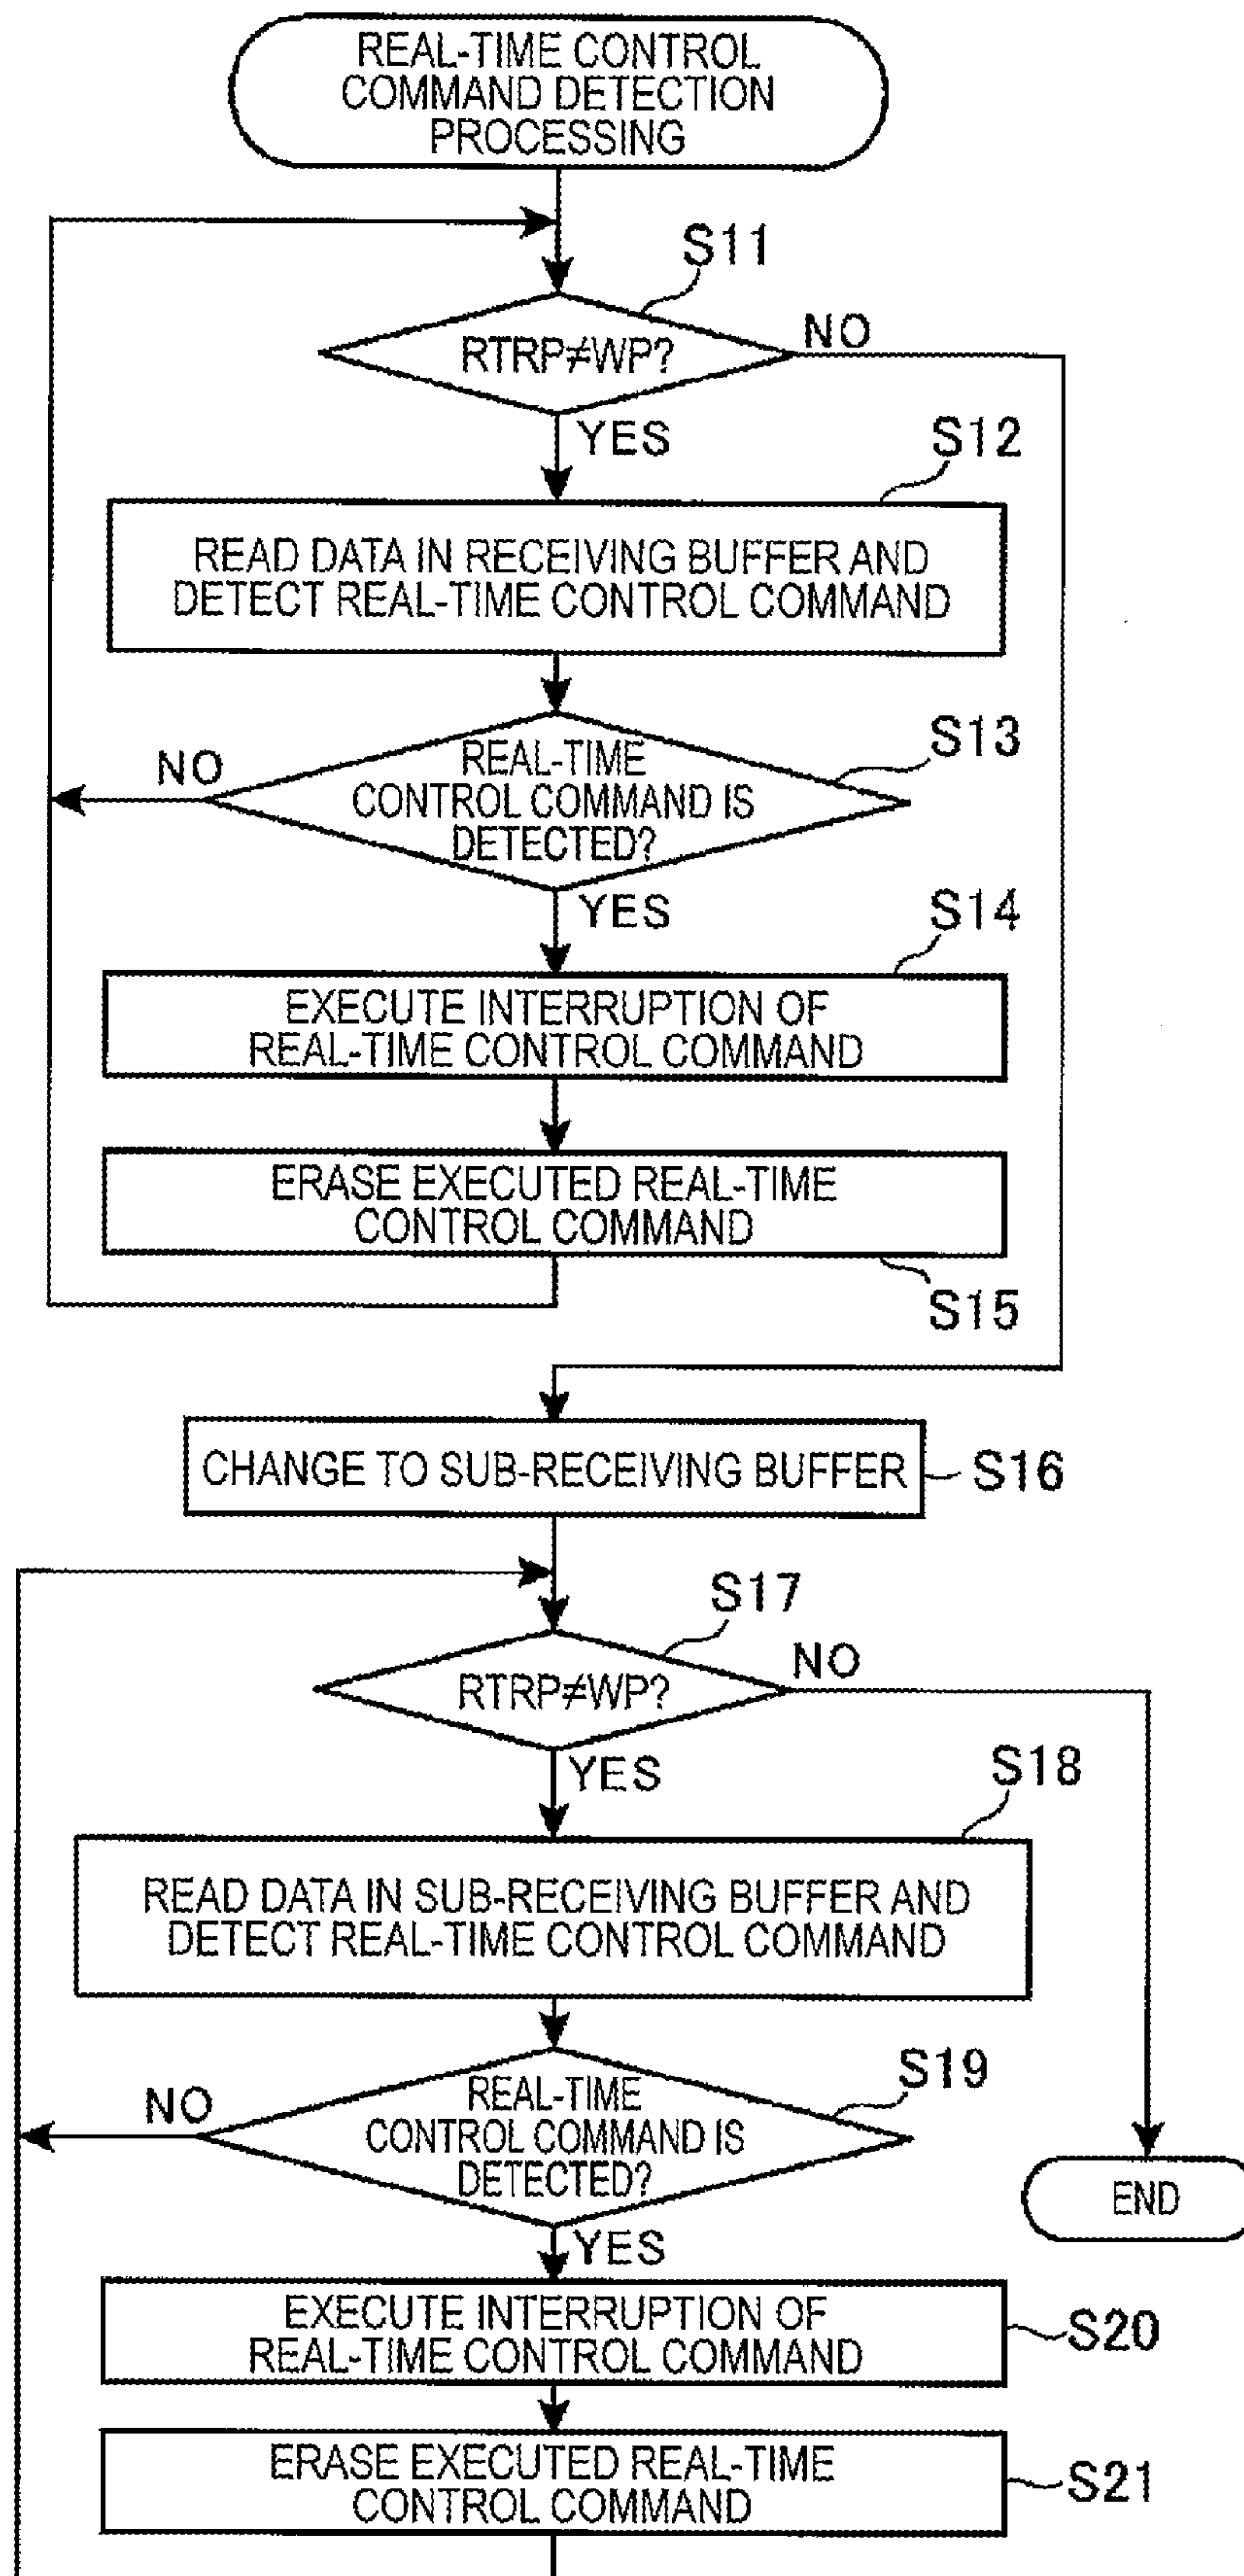 REAL-TIME CONTROL
COMMAND DETECTION
PROCESSING
S11
RTRP≠WP?
NO
YES
S12
READ DATA IN RECEIVING BUFFER AND
DETECT REAL-TIME CONTROL COMMAND
S13
NO
REAL-TIME
CONTROL COMMAND IS
DETECTED?
YES
S14
EXECUTE INTERRUPTION OF
REAL-TIME CONTROL COMMAND
ERASE EXECUTED REAL-TIME
CONTROL COMMAND
S15
CHANGE TO SUB-RECEIVING BUFFER
S16
S17
RTRP≠WP?
NO
YES
S18
READ DATA IN SUB-RECEIVING BUFFER AND
DETECT REAL-TIME CONTROL COMMAND
S19
NO
REAL-TIME
CONTROL COMMAND IS
DETECTED?
END
YES
EXECUTE INTERRUPTION OF
REAL-TIME CONTROL COMMAND
S20
ERASE EXECUTED REAL-TIME
CONTROL COMMAND
S21